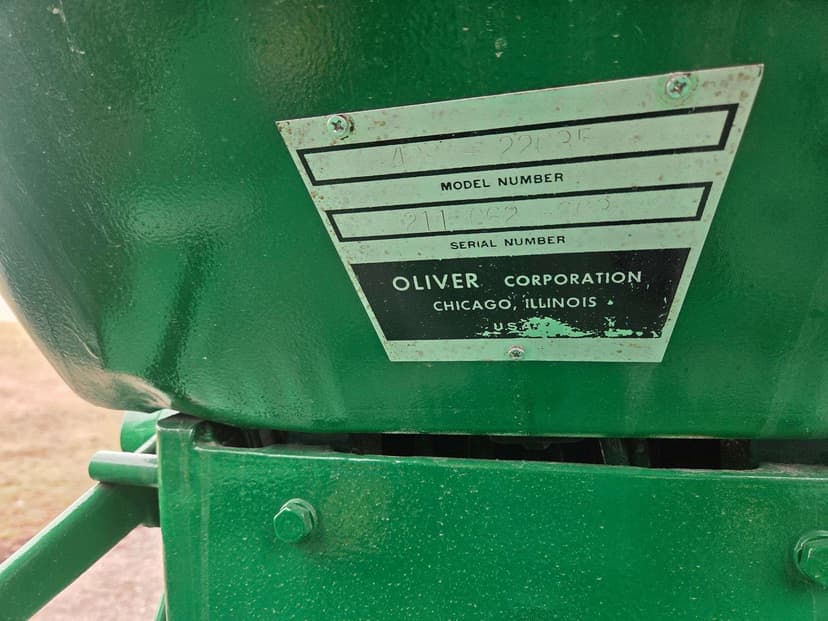 MODEL NUMBER
SERIAL NUMBER
OLIVER CORPORATION
CHICAGO, ILLINOIS
U.S.A.